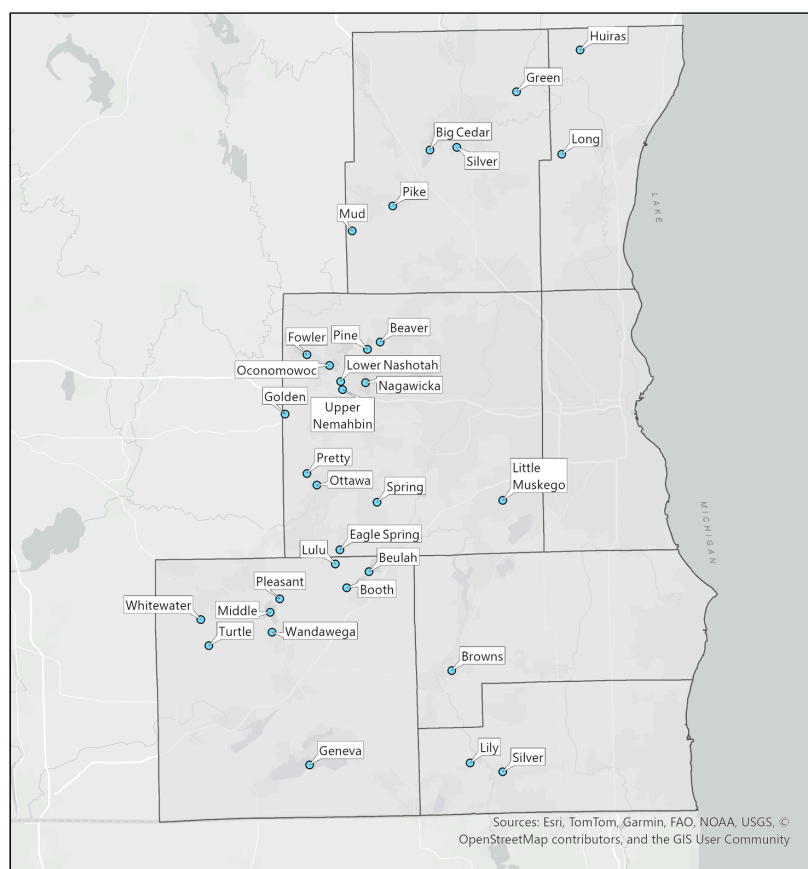 Huiras
Green
Big Cedar
Silver
Long
Pike
Mud
LAKE
Beaver
Pine
Fowler
Lower Nashotah
Oconomowoc
Nagawicka
Golden
Upper
Nemahbin
Pretty
Ottawa
Spring
Little
Muskego
MICHIGAN
Eagle Spring
Lulu
Beulah
Pleasant
Booth
Whitewater
Middle
Turtle
Wandawega
Browns
Geneva
Lily
Silver
Sources: Esri, TomTom, Garmin, FAO, NOAA, USGS, ©
OpenStreetMap contributors, and the GIS User Community